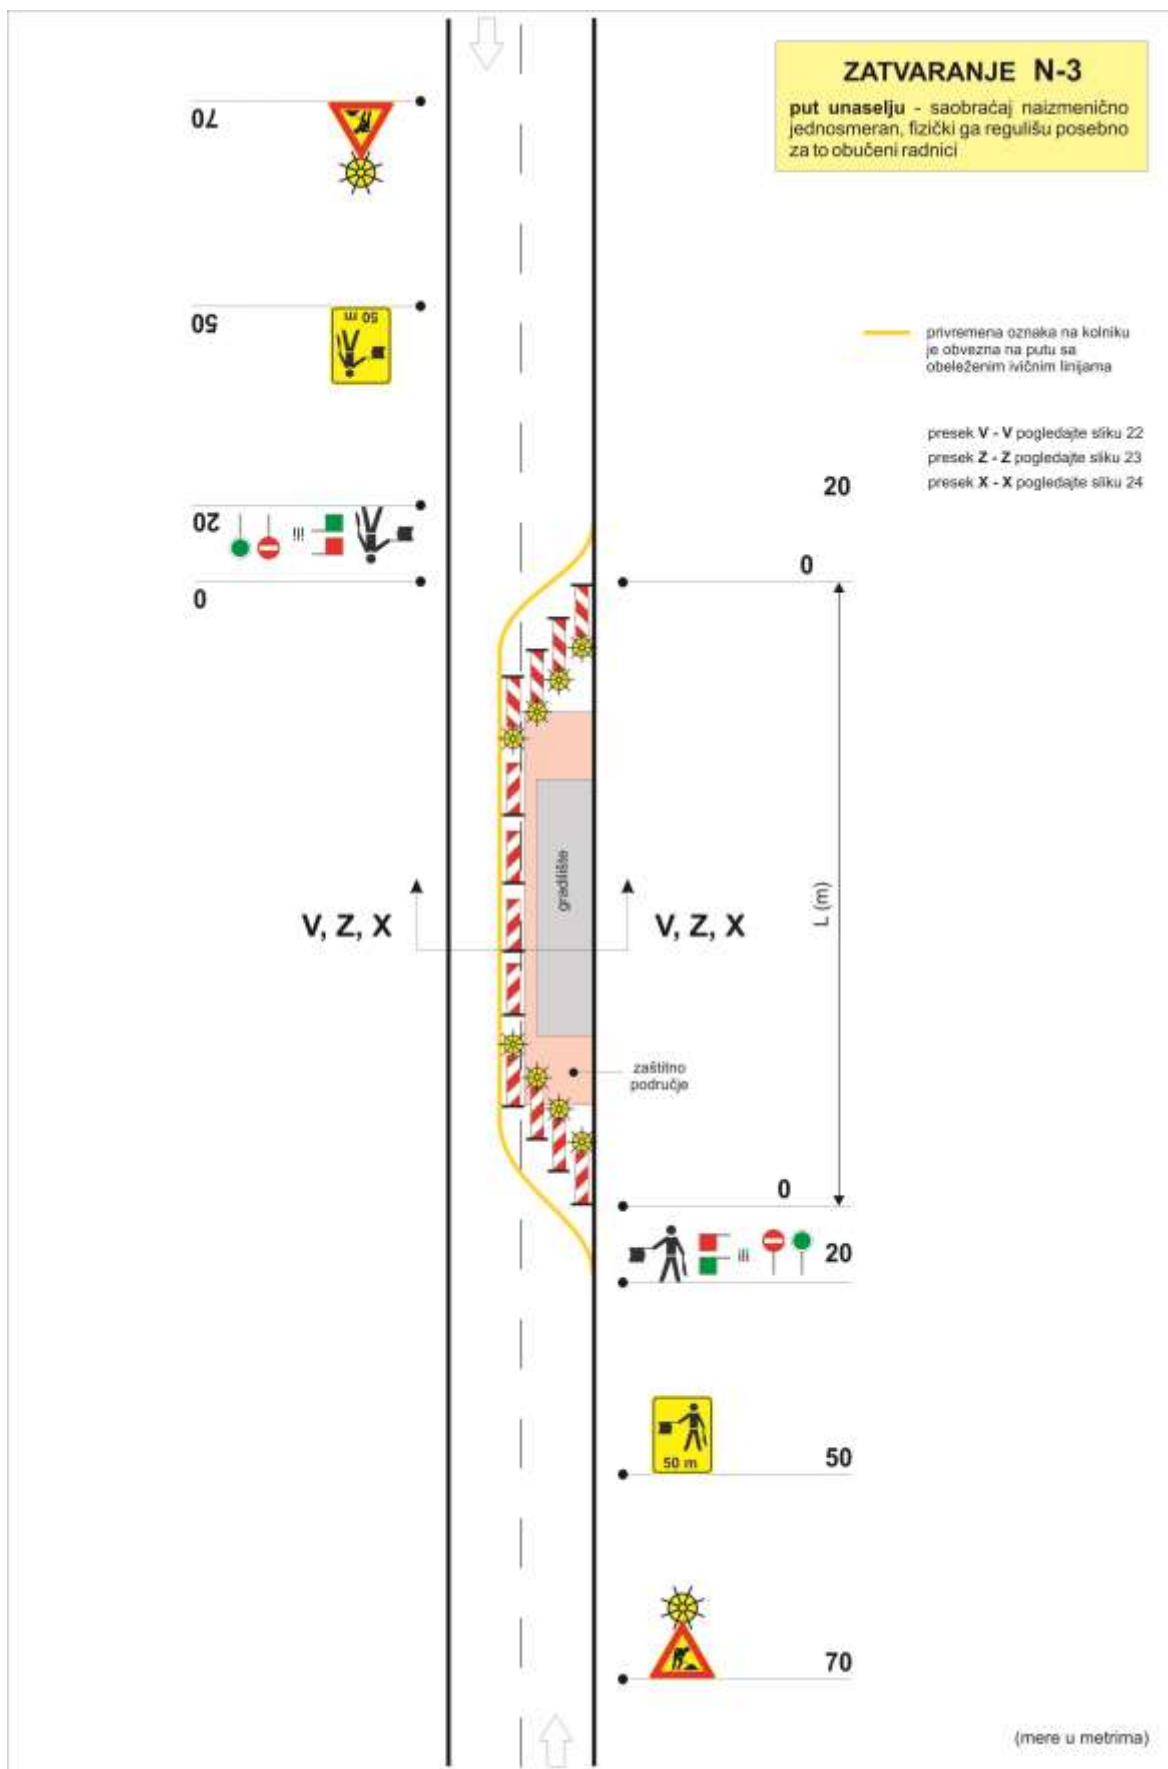 ZATVARANJE N-3
put unaselju - saobraćaj naizmenično
jednosmeran, fizički ga regulišu posebno
za to obučeni radnici
70
50 m
50
privremena oznaka na kolniku
je obvezna na putu sa
obeleženim ivičnim linijama
presek V - V pogledajte sliku 22
presek Z - Z pogledajte sliku 23
presek X - X pogledajte sliku 24
20
20
ili
0
0
gradilište
L (m)
V, Z, X
V, Z, X
zaštitno
područje
0
ili
20
50 m
50
70
(mere u metrima)